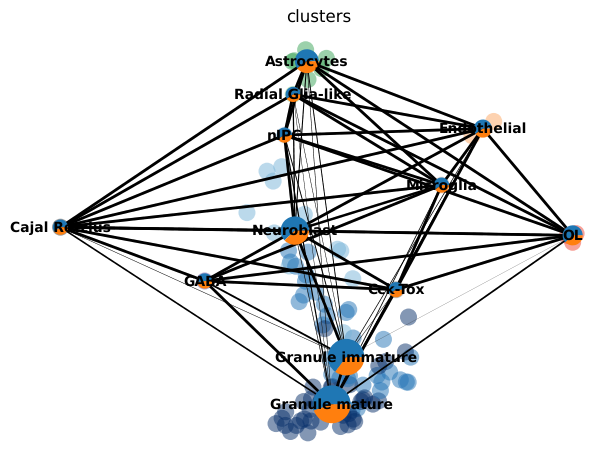 clusters
Astrocytes
Radial Glia-like
Endothelial
nIPC
Microglia
Cajal Retzius
Neuroblast
OL
GABA
Cck-Tox
Granule immature
Granule mature